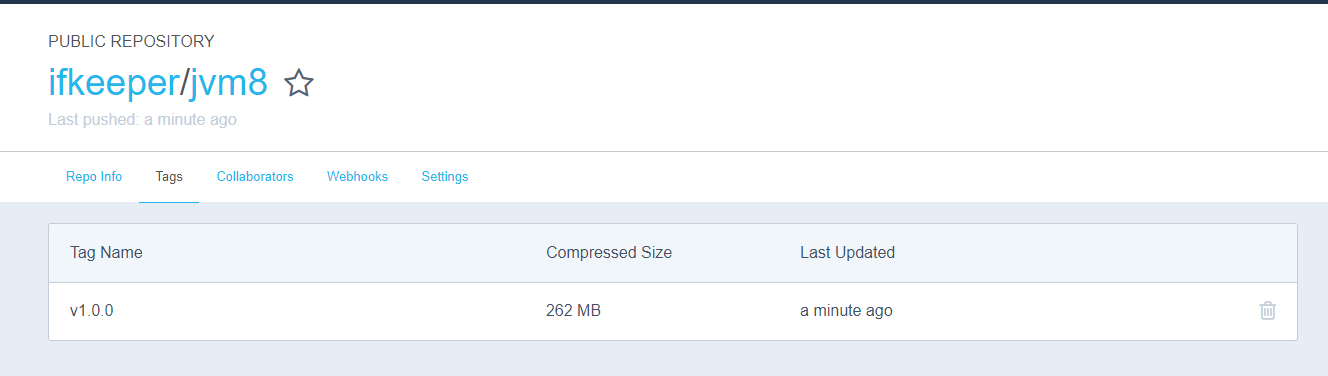 PUBLIC REPOSITORY
ifkeeper/jvm8
Last pushed: a minute ago
Repo Info Tags Collaborators Webhooks Settings
Tag Name Compressed Size Last Updated
v1.0.0 262 MB a minute ago